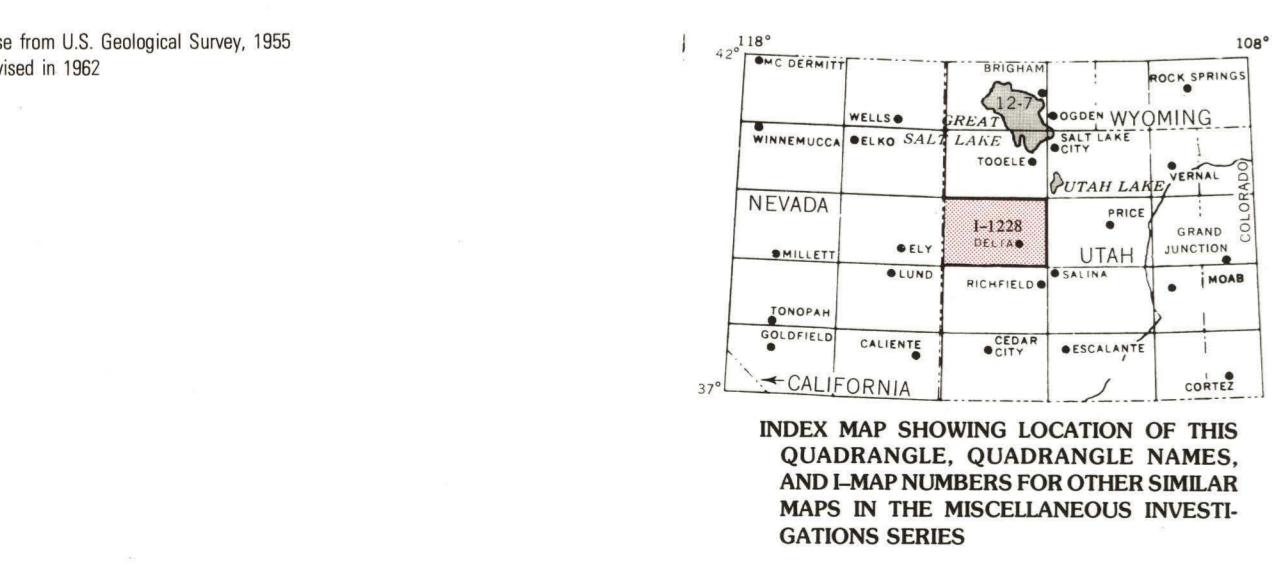 se from U.S. Geological Survey, 1955
vised in 1962
118°
108°
42°
MC DERMITT
BRIGHAM
ROCK SPRINGS
12-7
WELLS
GREAT
OGDEN
WYOMING
WINNEMUCCA
ELKO
SALT LAKE
SALT LAKE
CITY
TOOELE
VERNAL
UTAH LAKE
COLORADO
NEVADA
I-1228
PRICE
GRAND
JUNCTION
DELTA
ELY
UTAH
MILLETT
LUND
SALINA
MOAB
RICHFIELD
TONOPAH
GOLDFIELD
CALIENTE
CEDAR
CITY
ESCALANTE
37°
CALIFORNIA
CORTEZ
INDEX MAP SHOWING LOCATION OF THIS
QUADRANGLE, QUADRANGLE NAMES,
AND I–MAP NUMBERS FOR OTHER SIMILAR
MAPS IN THE MISCELLANEOUS INVESTI-
GATIONS SERIES